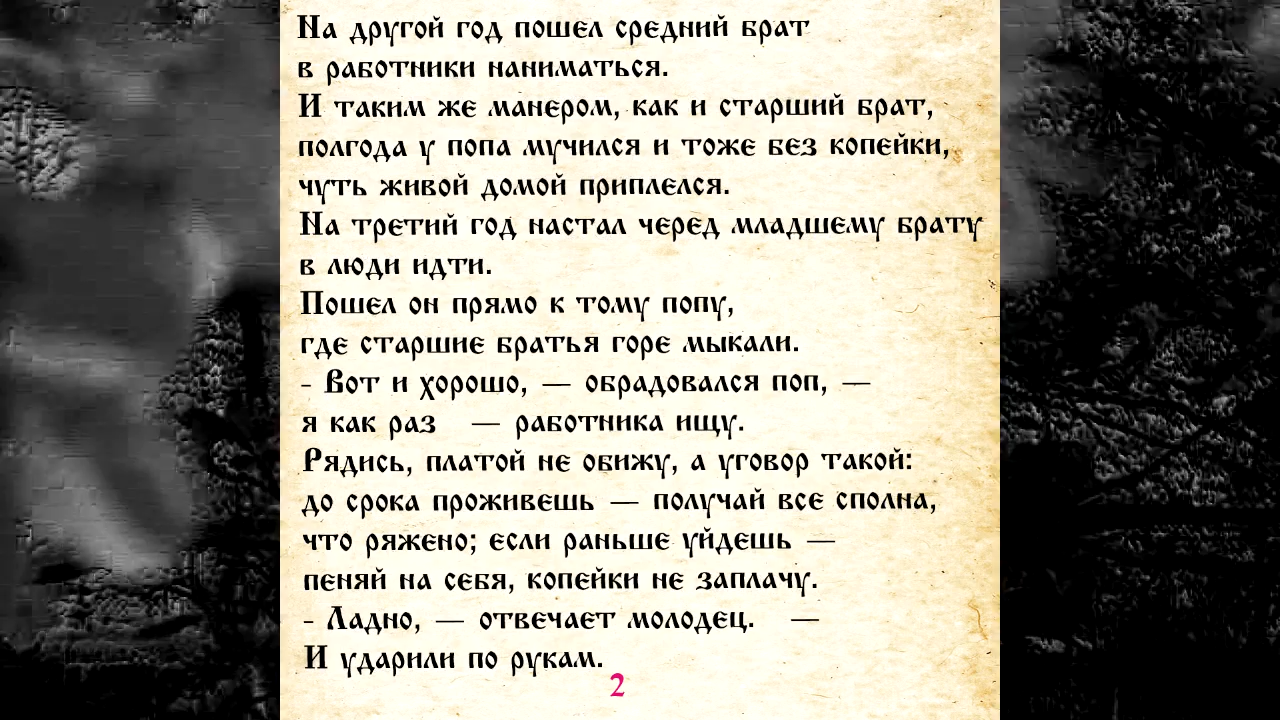 На другой год пошел средний брат
в работники наниматься.
И таким же манером, как и старший брат,
полгода у попа мучился и тоже без копейки,
чуть живой домой приплелся.
На третий год настал черед младшему брату
в люди идти.
Пошел он прямо к тому попу,
где старшие братья горе мыкали.
- Вот и хорошо, — обрадовался поп, —
я как раз — работника ищу.
Рядись, платой не обижу, а уговор такой:
до срока проживешь — получай все сполна,
что ряжено; если раньше уйдешь —
пеняй на себя, копейки не заплачу.
- Ладно, — отвечает молодец. —
И ударили по рукам.
2